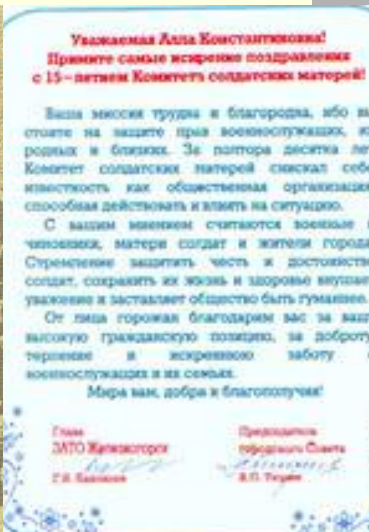 Уважаемая Алла Константиновна!
Примите самые искренние поздравления
с 15-летием Комитета солдатских матерей!
Ваша миссия трудна и благородна, ибо вы
стоите на защите прав военнослужащих, их
родных и близких. За полтора десятка лет
Комитет солдатских матерей снискал себе
известность как общественная организация,
способная действовать и влиять на ситуацию.
С вашим мнением считаются военные и
чиновники, матери солдат и жители города.
Стремление защитить честь и достоинство
солдат, сохранить их жизнь и здоровье внушает
уважение и заставляет общество быть гуманнее.
От лица горожан благодарим вас за вашу
высокую гражданскую позицию, за доброту,
терпение и искреннюю заботу о
военнослужащих и их семьях.
Мира вам, добра и благополучия!
Глава
ЗАТО Железногорск
Председатель
городского Совета